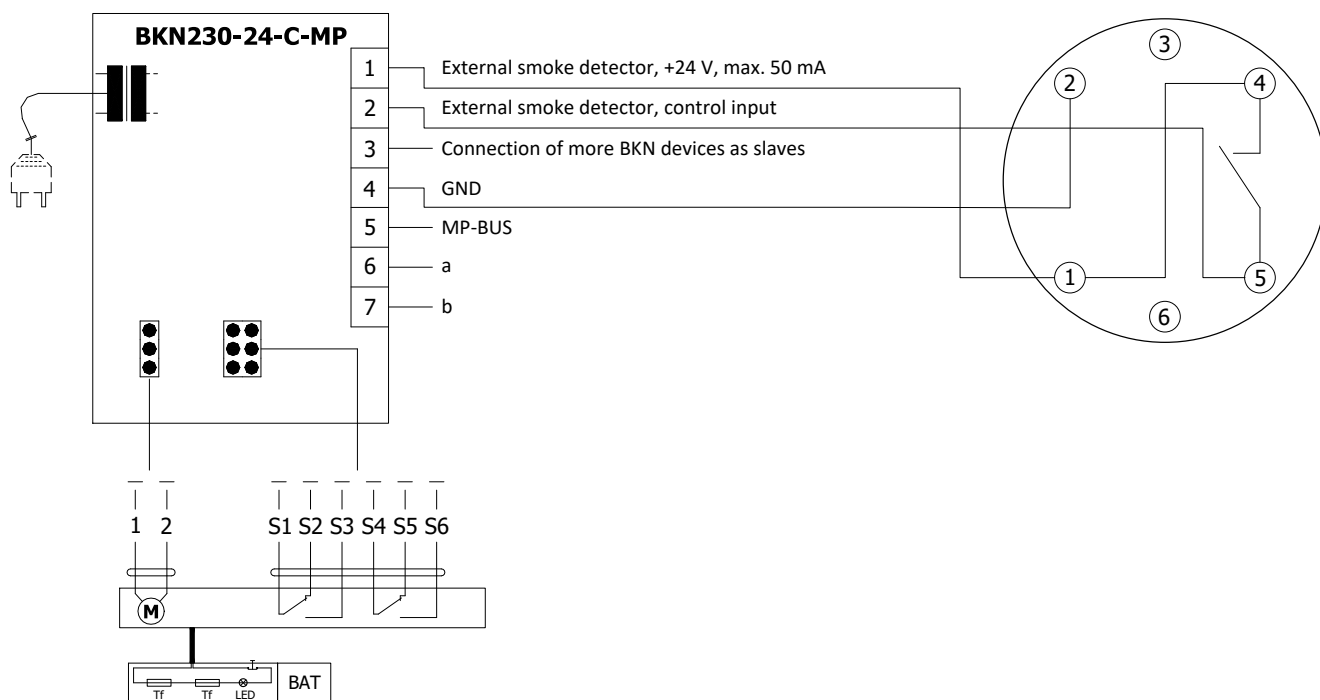 BKN230-24-C-MP
1 External smoke detector, +24 V, max. 50 mA
2 External smoke detector, control input
3 Connection of more BKN devices as slaves
4 GND
5 MP-BUS
6 a
7 b
3
2 4
1 5
6
1 2 S1 S2 S3 S4 S5 S6
M
BAT
Tf Tf LED